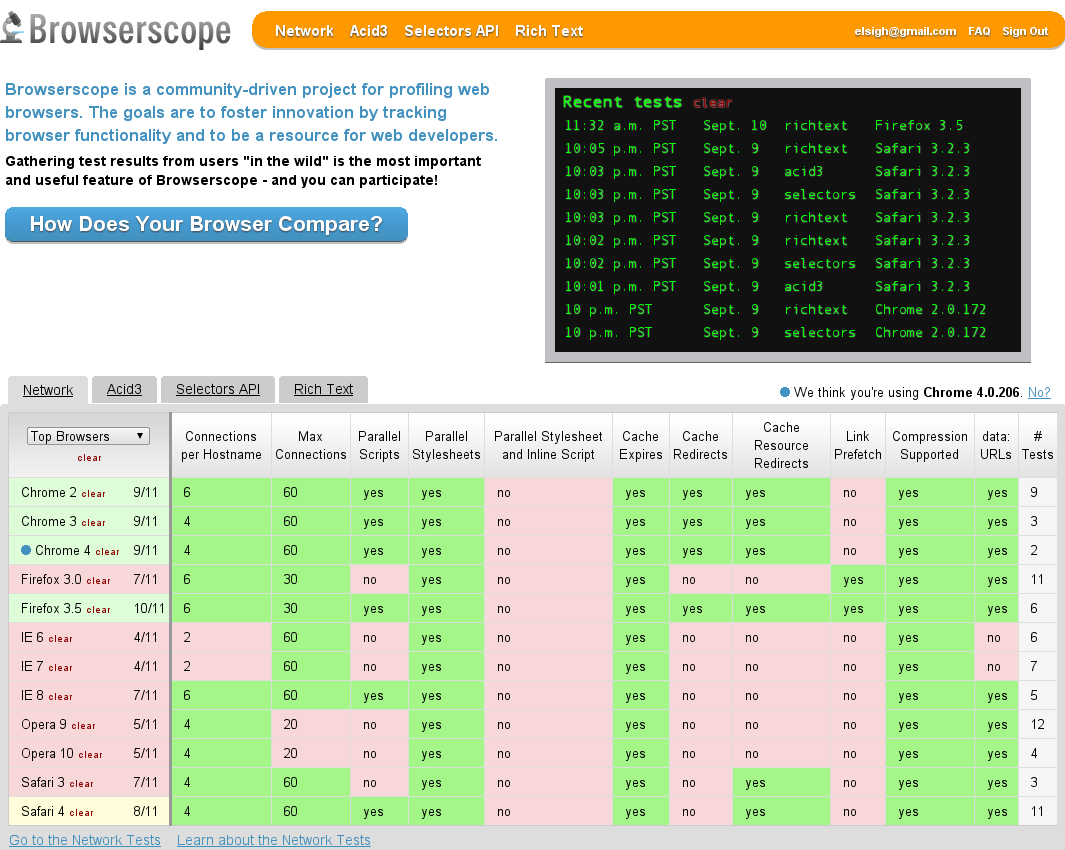 Browserscope
Network Acid3 Selectors API Rich Text elsigh@gmail.com FAQ Sign Out
Browserscope is a community-driven project for profiling web
browsers. The goals are to foster innovation by tracking
browser functionality and to be a resource for web developers.
Gathering test results from users "in the wild" is the most important
and useful feature of Browserscope - and you can participate!
How Does Your Browser Compare?
Recent tests clear
11:32 a.m. PST Sept. 10 richtext Firefox 3.5
10:05 p.m. PST Sept. 9 richtext Safari 3.2.3
10:03 p.m. PST Sept. 9 acid3 Safari 3.2.3
10:03 p.m. PST Sept. 9 selectors Safari 3.2.3
10:03 p.m. PST Sept. 9 richtext Safari 3.2.3
10:02 p.m. PST Sept. 9 richtext Safari 3.2.3
10:02 p.m. PST Sept. 9 selectors Safari 3.2.3
10:01 p.m. PST Sept. 9 acid3 Safari 3.2.3
10 p.m. PST Sept. 9 richtext Chrome 2.0.172
10 p.m. PST Sept. 9 selectors Chrome 2.0.172
Network Acid3 Selectors API Rich Text
We think you're using Chrome 4.0.206. No?
Top Browsers ▼
clear
Connections per Hostname Max Connections Parallel Scripts Parallel Stylesheets Parallel Stylesheet and Inline Script Cache Expires Cache Redirects Cache Resource Redirects Link Prefetch Compression Supported data: URLs # Tests
Chrome 2 clear 9/11 6 60 yes yes no yes yes yes no yes yes 9
Chrome 3 clear 9/11 4 60 yes yes no yes yes yes no yes yes 3
Chrome 4 clear 9/11 4 60 yes yes no yes yes yes no yes yes 2
Firefox 3.0 clear 7/11 6 30 no yes no yes no no yes yes yes 11
Firefox 3.5 clear 10/11 6 30 yes yes no yes yes yes yes yes yes 6
IE 6 clear 4/11 2 60 no yes no yes no no no yes no 6
IE 7 clear 4/11 2 60 no yes no yes no no no yes no 7
IE 8 clear 7/11 6 60 yes yes no yes no no no yes yes 5
Opera 9 clear 5/11 4 20 no yes no yes no no no yes yes 12
Opera 10 clear 5/11 4 20 no yes no yes no no no yes yes 4
Safari 3 clear 7/11 4 60 no yes no yes no yes no yes yes 3
Safari 4 clear 8/11 4 60 yes yes no yes no yes no yes yes 11
Go to the Network Tests Learn about the Network Tests